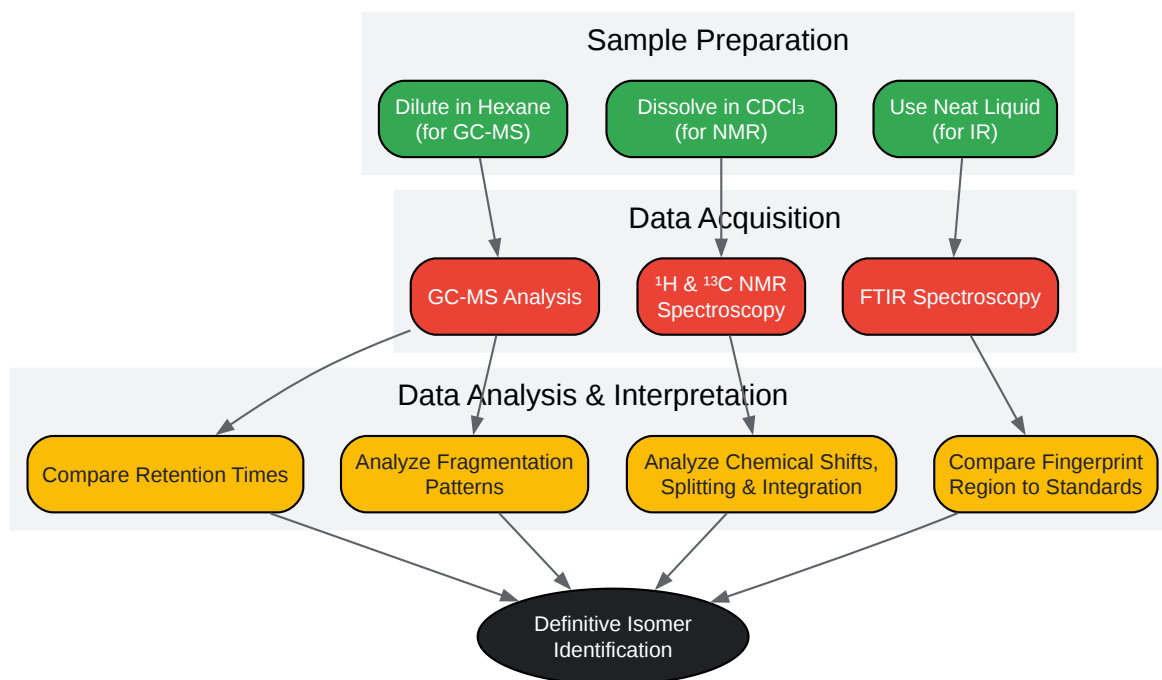 Sample Preparation
Dilute in Hexane
(for GC-MS)
Dissolve in CDCl₃
(for NMR)
Use Neat Liquid
(for IR)
Data Acquisition
GC-MS Analysis
¹H & ¹³C NMR
Spectroscopy
FTIR Spectroscopy
Data Analysis & Interpretation
Compare Retention Times
Analyze Fragmentation
Patterns
Analyze Chemical Shifts,
Splitting & Integration
Compare Fingerprint
Region to Standards
Definitive Isomer
Identification